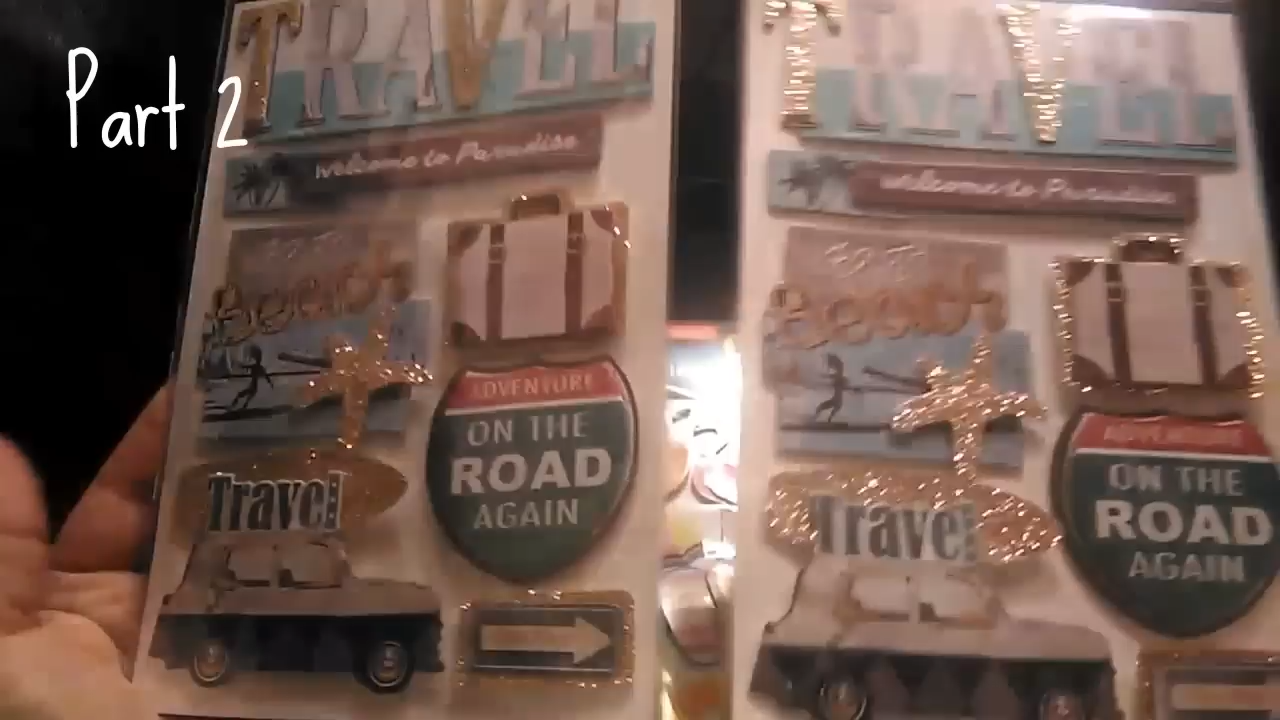 Part 2
TRAVEL
welcome to Paradise
Beach
ADVENTURE
ON THE
ROAD
AGAIN
Travel
TRAVEL
welcome to Paradise
Beach
ADVENTURE
ON THE
ROAD
AGAIN
Travel